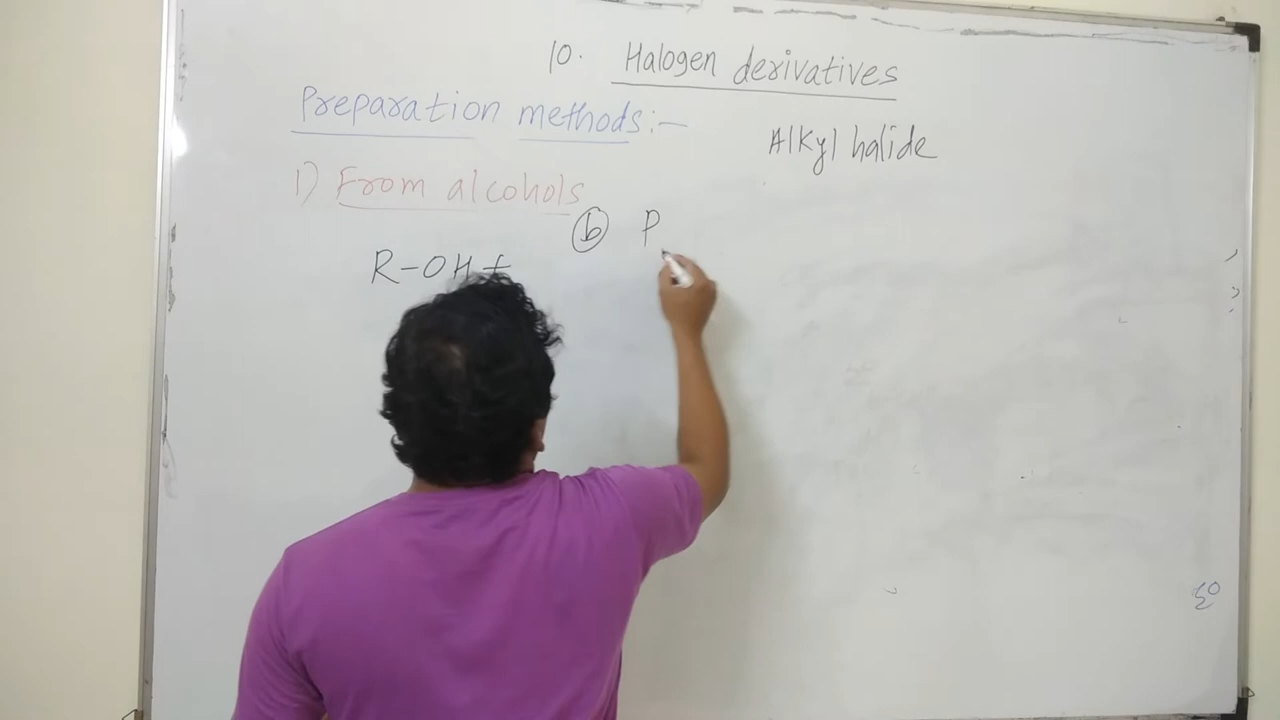 10. Halogen derivatives
Preparation methods:-
Alkyl halide
1) From alcohols
b P
R-OH +